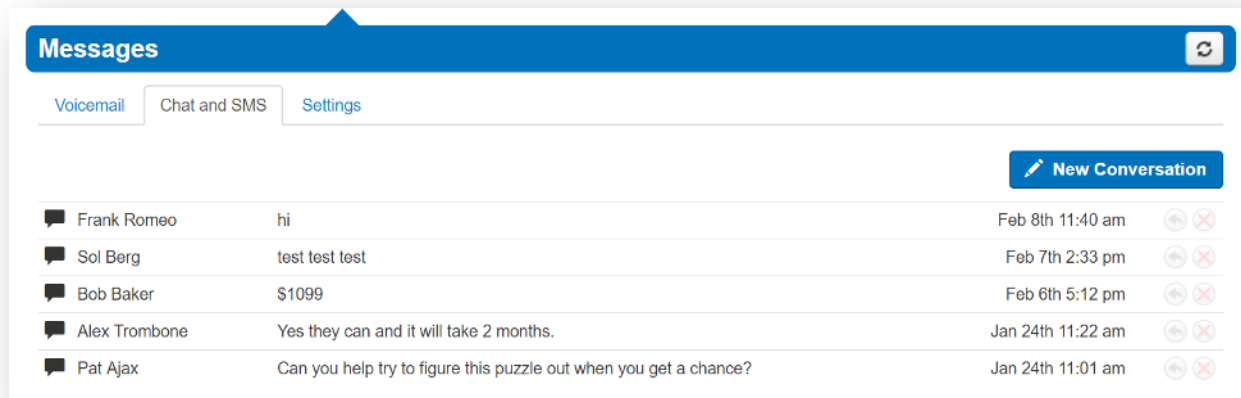 Messages
Voicemail Chat and SMS Settings
New Conversation
Frank Romeo hi Feb 8th 11:40 am
Sol Berg test test test Feb 7th 2:33 pm
Bob Baker $1099 Feb 6th 5:12 pm
Alex Trombone Yes they can and it will take 2 months. Jan 24th 11:22 am
Pat Ajax Can you help try to figure this puzzle out when you get a chance? Jan 24th 11:01 am